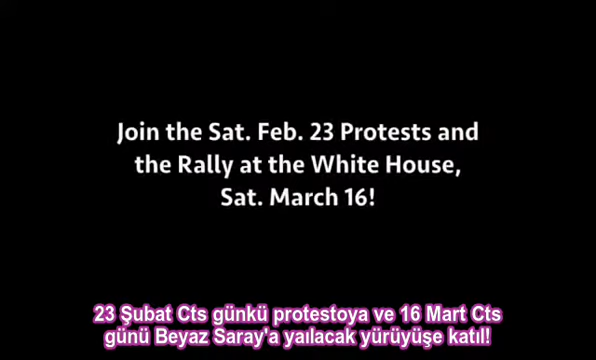 Join the Sat. Feb. 23 Protests and
the Rally at the White House,
Sat. March 16!
23 Şubat Cts günkü protestoya ve 16 Mart Cts
günü Beyaz Saray'a yaılacak yürüyüşe katıl!